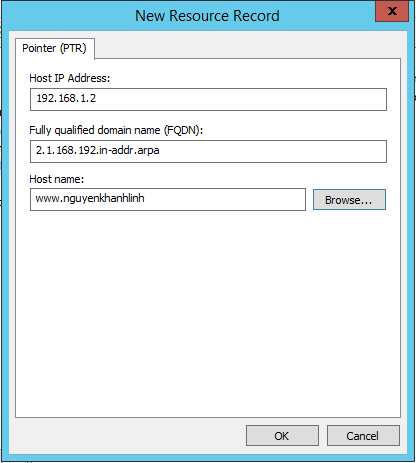 New Resource Record
x
Pointer (PTR)
Host IP Address:
192.168.1.2
Fully qualified domain name (FQDN):
2.1.168.192.in-addr.arpa
Host name:
www.nguyenkhanhlinh
Browse...
OK Cancel